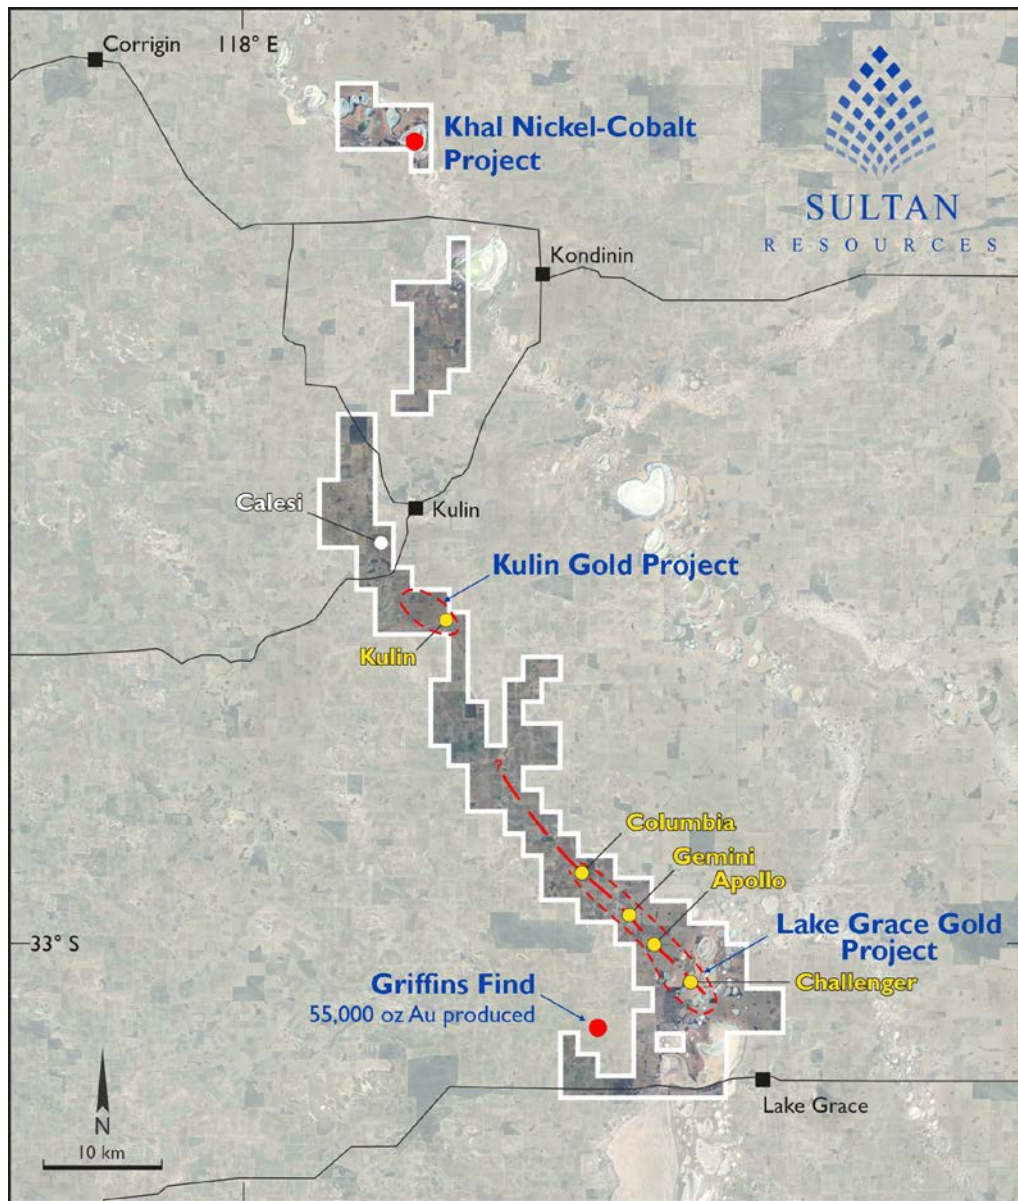 Corrigin
118° E
Khal Nickel-Cobalt
Project
SULTAN
RESOURCES
Kondinin
Calesi
Kulin
Kulin Gold Project
Kulin
?
Columbia
Gemini
Apollo
33° S
Lake Grace Gold
Project
Challenger
Griffins Find
55,000 oz Au produced
N
10 km
Lake Grace